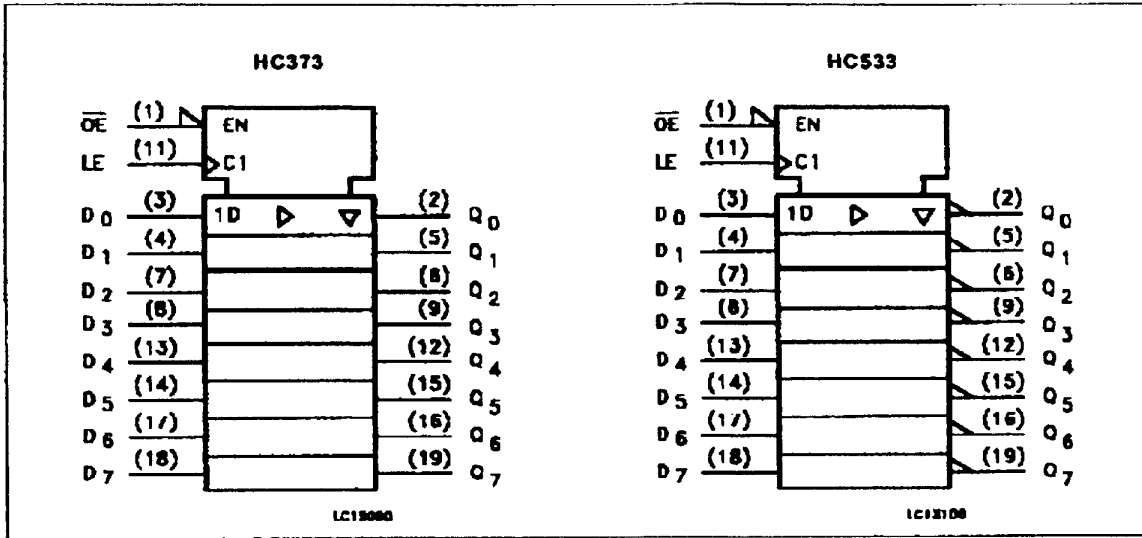 HC373
OE (1) EN
LE (11) C1
D0 (3) 1D (2) Q0
D1 (4) (5) Q1
D2 (7) (6) Q2
D3 (8) (9) Q3
D4 (13) (12) Q4
D5 (14) (15) Q5
D6 (17) (16) Q6
D7 (18) (19) Q7
HC533
OE (1) EN
LE (11) C1
D0 (3) 1D (2) Q0
D1 (4) (5) Q1
D2 (7) (6) Q2
D3 (8) (9) Q3
D4 (13) (12) Q4
D5 (14) (15) Q5
D6 (17) (16) Q6
D7 (18) (19) Q7